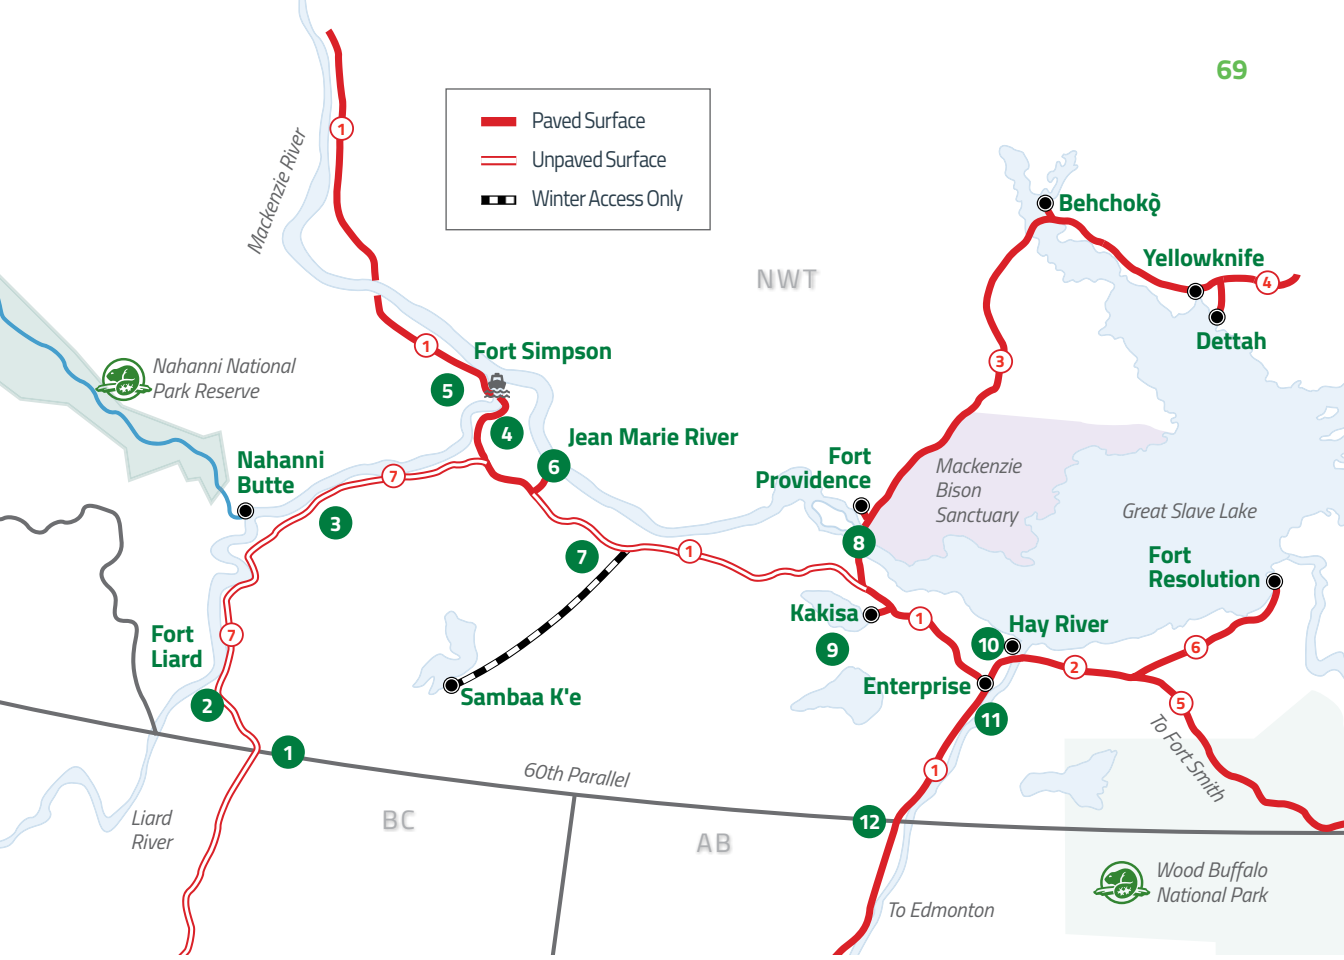 69
1
Mackenzie River
Paved Surface
Unpaved Surface
Winter Access Only
Behchokǫ̀
Yellowknife
4
Dettah
NWT
1
Fort Simpson
Nahanni National
Park Reserve
5
3
4
Jean Marie River
Nahanni
Butte
7
6
Fort
Providence
Mackenzie
Bison
Sanctuary
Great Slave Lake
3
8
7
1
Fort
Resolution
Kakisa
1
Hay River
10
9
6
7
Fort
Liard
2
Enterprise
Sambaa K'e
2
5
11
To Fort Smith
1
1
60th Parallel
Liard
River
BC
AB
12
Wood Buffalo
National Park
To Edmonton